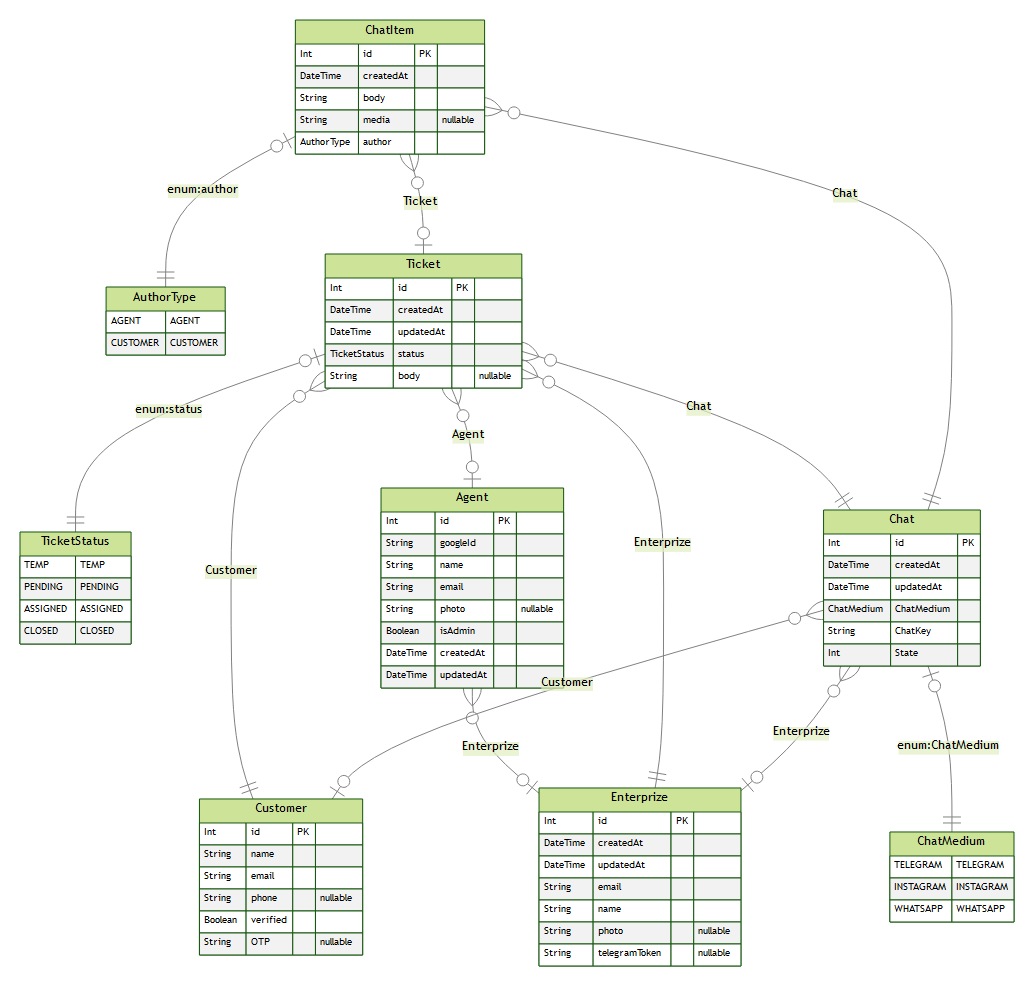 ChatItem
Int id PK
DateTime createdAt
String body
String media nullable
AuthorType author
enum:author
Ticket
Chat
AuthorType
AGENT AGENT
CUSTOMER CUSTOMER
Ticket
Int id PK
DateTime createdAt
DateTime updatedAt
TicketStatus status
String body nullable
enum:status
Agent
Chat
Customer
Enterprize
TicketStatus
TEMP TEMP
PENDING PENDING
ASSIGNED ASSIGNED
CLOSED CLOSED
Agent
Int id PK
String googleId
String name
String email
String photo nullable
Boolean isAdmin
DateTime createdAt
DateTime updatedAt
Chat
Int id PK
DateTime createdAt
DateTime updatedAt
ChatMedium ChatMedium
String ChatKey
Int State
Customer
Enterprize
Enterprize
enum:ChatMedium
Customer
Int id PK
String name
String email
String phone nullable
Boolean verified
String OTP nullable
Enterprize
Int id PK
DateTime createdAt
DateTime updatedAt
String email
String name
String photo nullable
String telegramToken nullable
ChatMedium
TELEGRAM TELEGRAM
INSTAGRAM INSTAGRAM
WHATSAPP WHATSAPP